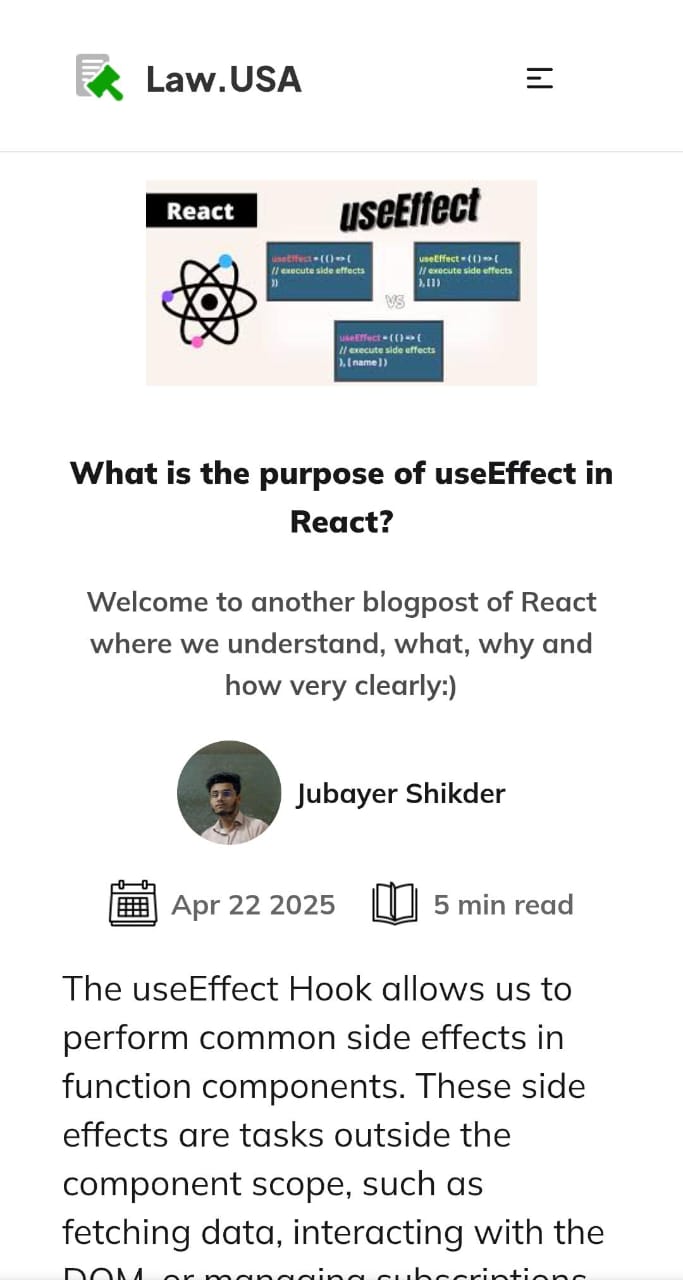 Law.USA
React
useEffect
useEffect = (() => {
// execute side effects
})
useEffect = (() => {
// execute side effects
}, [ ] )
VS
useEffect = (() => {
// execute side effects
}, [ name ] )
What is the purpose of useEffect in
React?
Welcome to another blogpost of React
where we understand, what, why and
how very clearly:)
Jubayer Shikder
Apr 22 2025
5 min read
The useEffect Hook allows us to
perform common side effects in
function components. These side
effects are tasks outside the
component scope, such as
fetching data, interacting with the
DOM, or managing subscriptions.